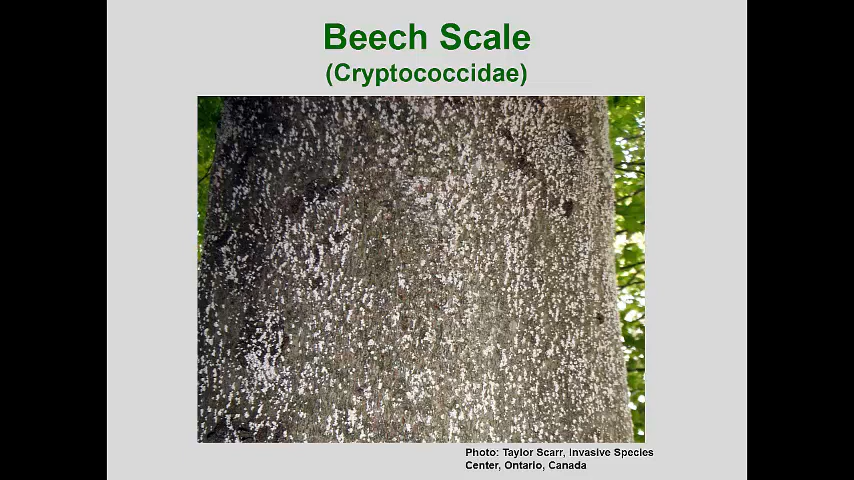 Beech Scale
(Cryptococcidae)
Photo: Taylor Scarr, Invasive Species
Center, Ontario, Canada